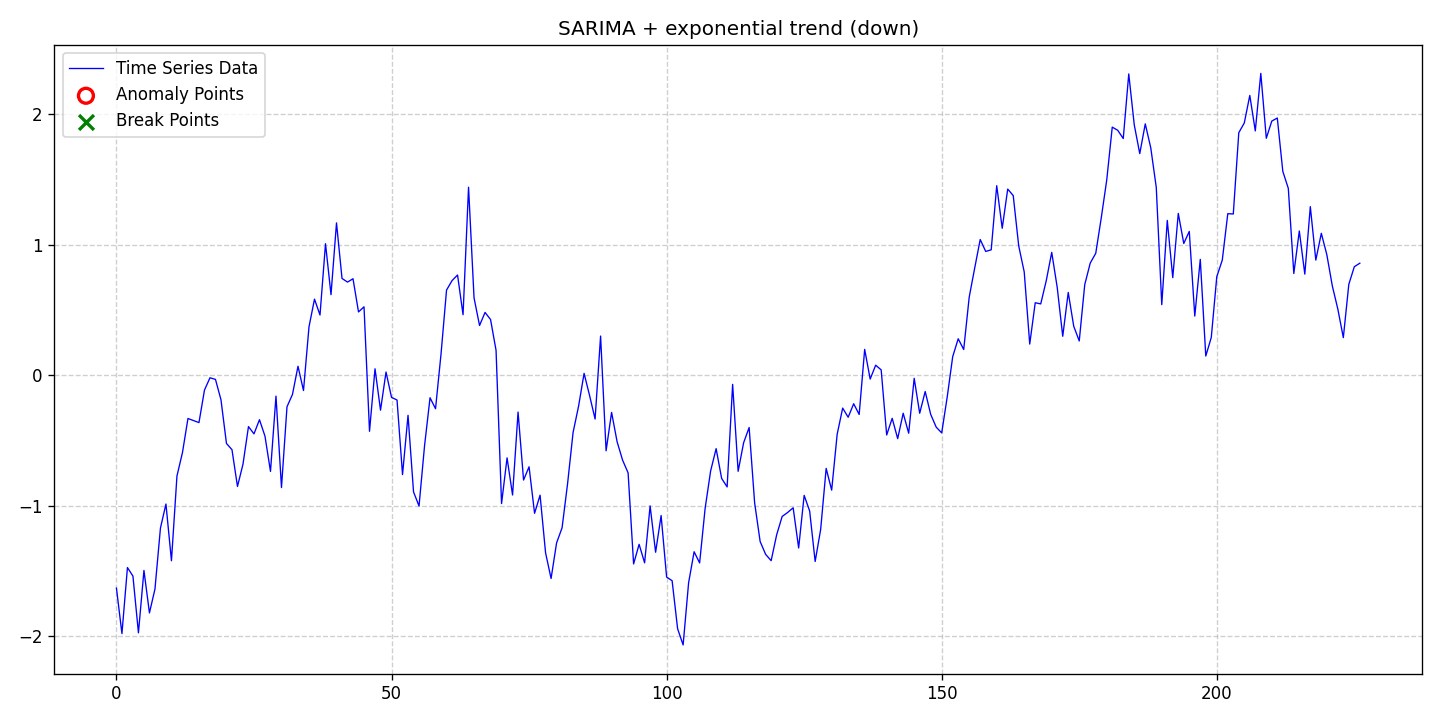 SARIMA + exponential trend (down)
Time Series Data
Anomaly Points
Break Points
2
1
0
−1
−2
0
50
100
150
200